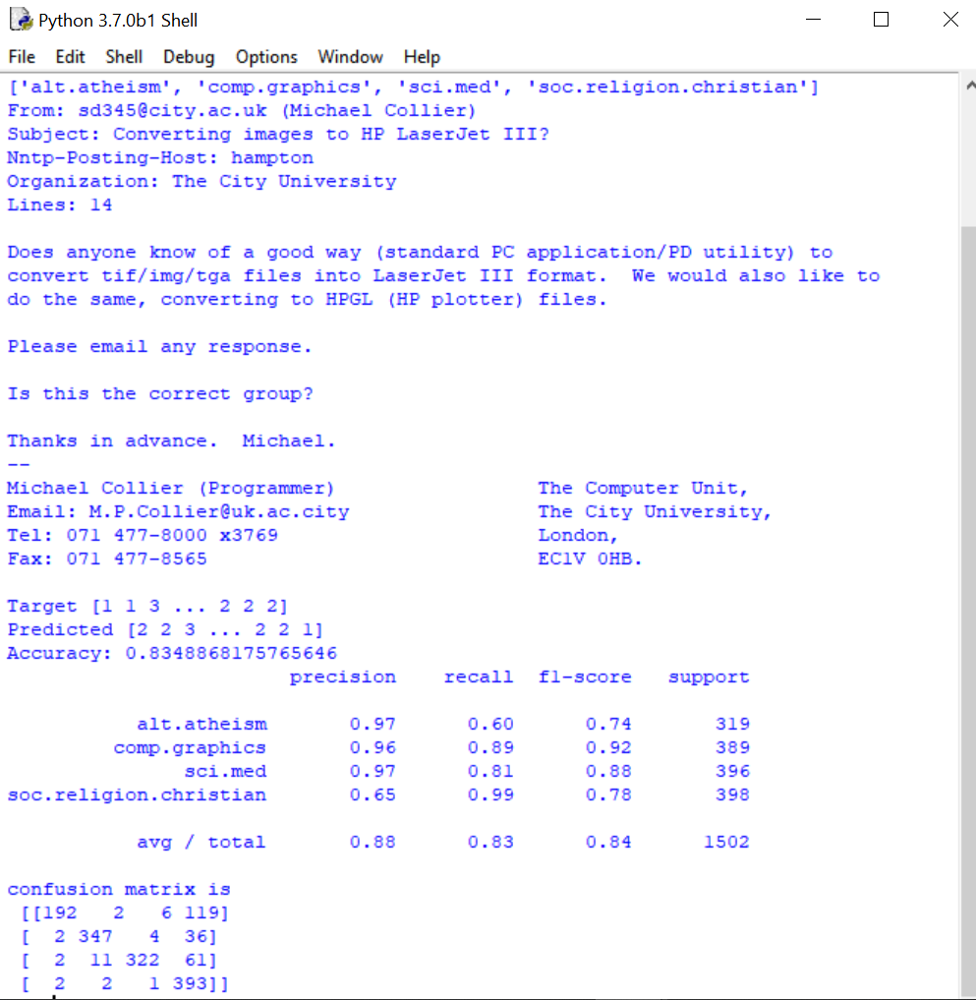 Python 3.7.0b1 Shell
File Edit Shell Debug Options Window Help
['alt.atheism', 'comp.graphics', 'sci.med', 'soc.religion.christian']
From: sd345@city.ac.uk (Michael Collier)
Subject: Converting images to HP LaserJet III?
Nntp-Posting-Host: hampton
Organization: The City University
Lines: 14

Does anyone know of a good way (standard PC application/PD utility) to
convert tif/img/tga files into LaserJet III format.  We would also like to
do the same, converting to HPGL (HP plotter) files.

Please email any response.

Is this the correct group?

Thanks in advance.  Michael.
--
Michael Collier (Programmer)                 The Computer Unit,
Email: M.P.Collier@uk.ac.city                The City University,
Tel: 071 477-8000 x3769                      London,
Fax: 071 477-8565                            EC1V 0HB.

Target [1 1 3 ... 2 2 2]
Predicted [2 2 3 ... 2 2 1]
Accuracy: 0.8348868175765646
                        precision    recall  f1-score   support

           alt.atheism       0.97      0.60      0.74       319
         comp.graphics       0.96      0.89      0.92       389
               sci.med       0.97      0.81      0.88       396
soc.religion.christian       0.65      0.99      0.78       398

           avg / total       0.88      0.83      0.84      1502

confusion matrix is
 [[192   2   6 119]
 [  2 347   4  36]
 [  2  11 322  61]
 [  2   2   1 393]]